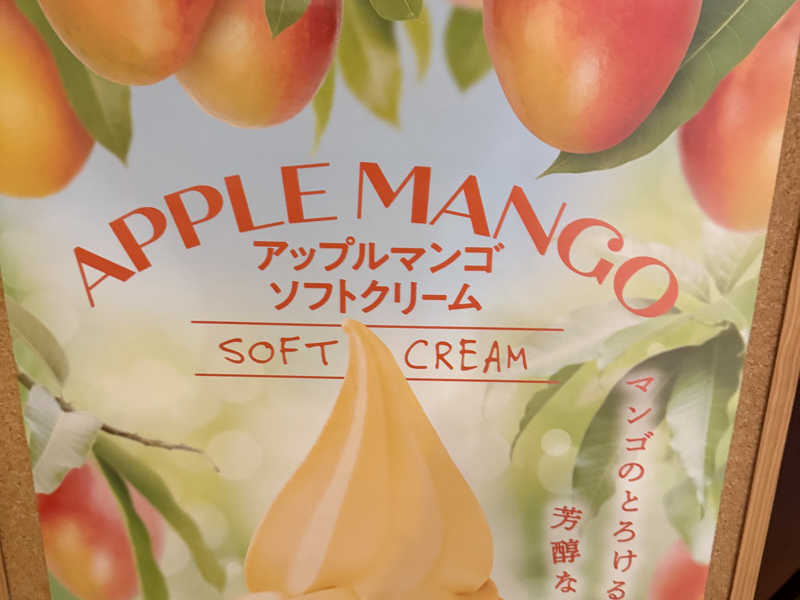 APPLE MANGO
アップルマンゴ
ソフトクリーム
SOFT CREAM
マンゴのとろける
芳醇な